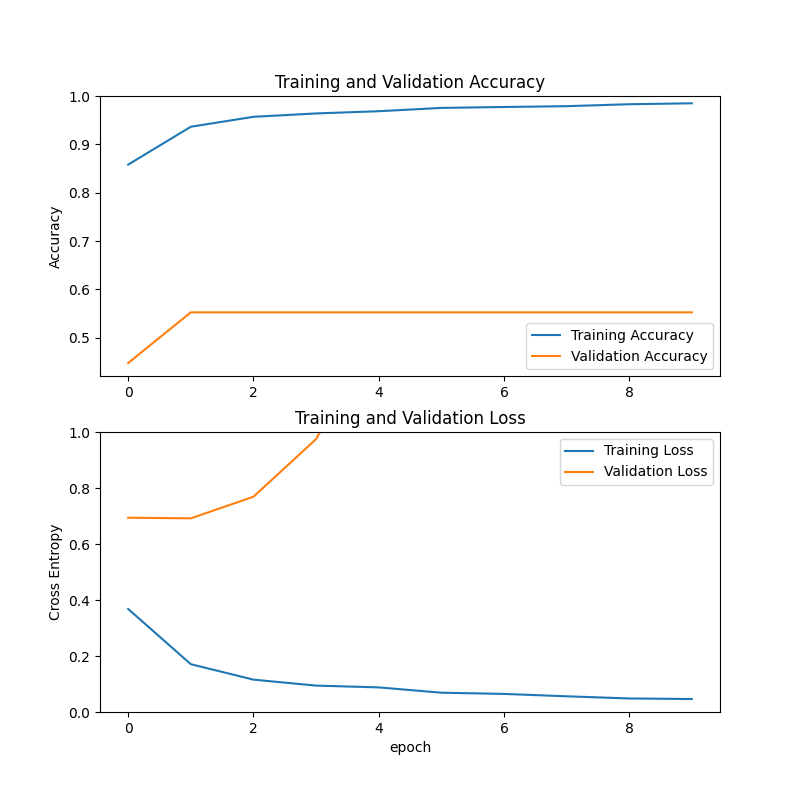 Training and Validation Accuracy
1.0
0.9
0.8
0.7
0.6
0.5
Accuracy
Training Accuracy
Validation Accuracy
0 2 4 6 8
Training and Validation Loss
1.0
0.8
0.6
0.4
0.2
0.0
Cross Entropy
Training Loss
Validation Loss
0 2 4 6 8
epoch